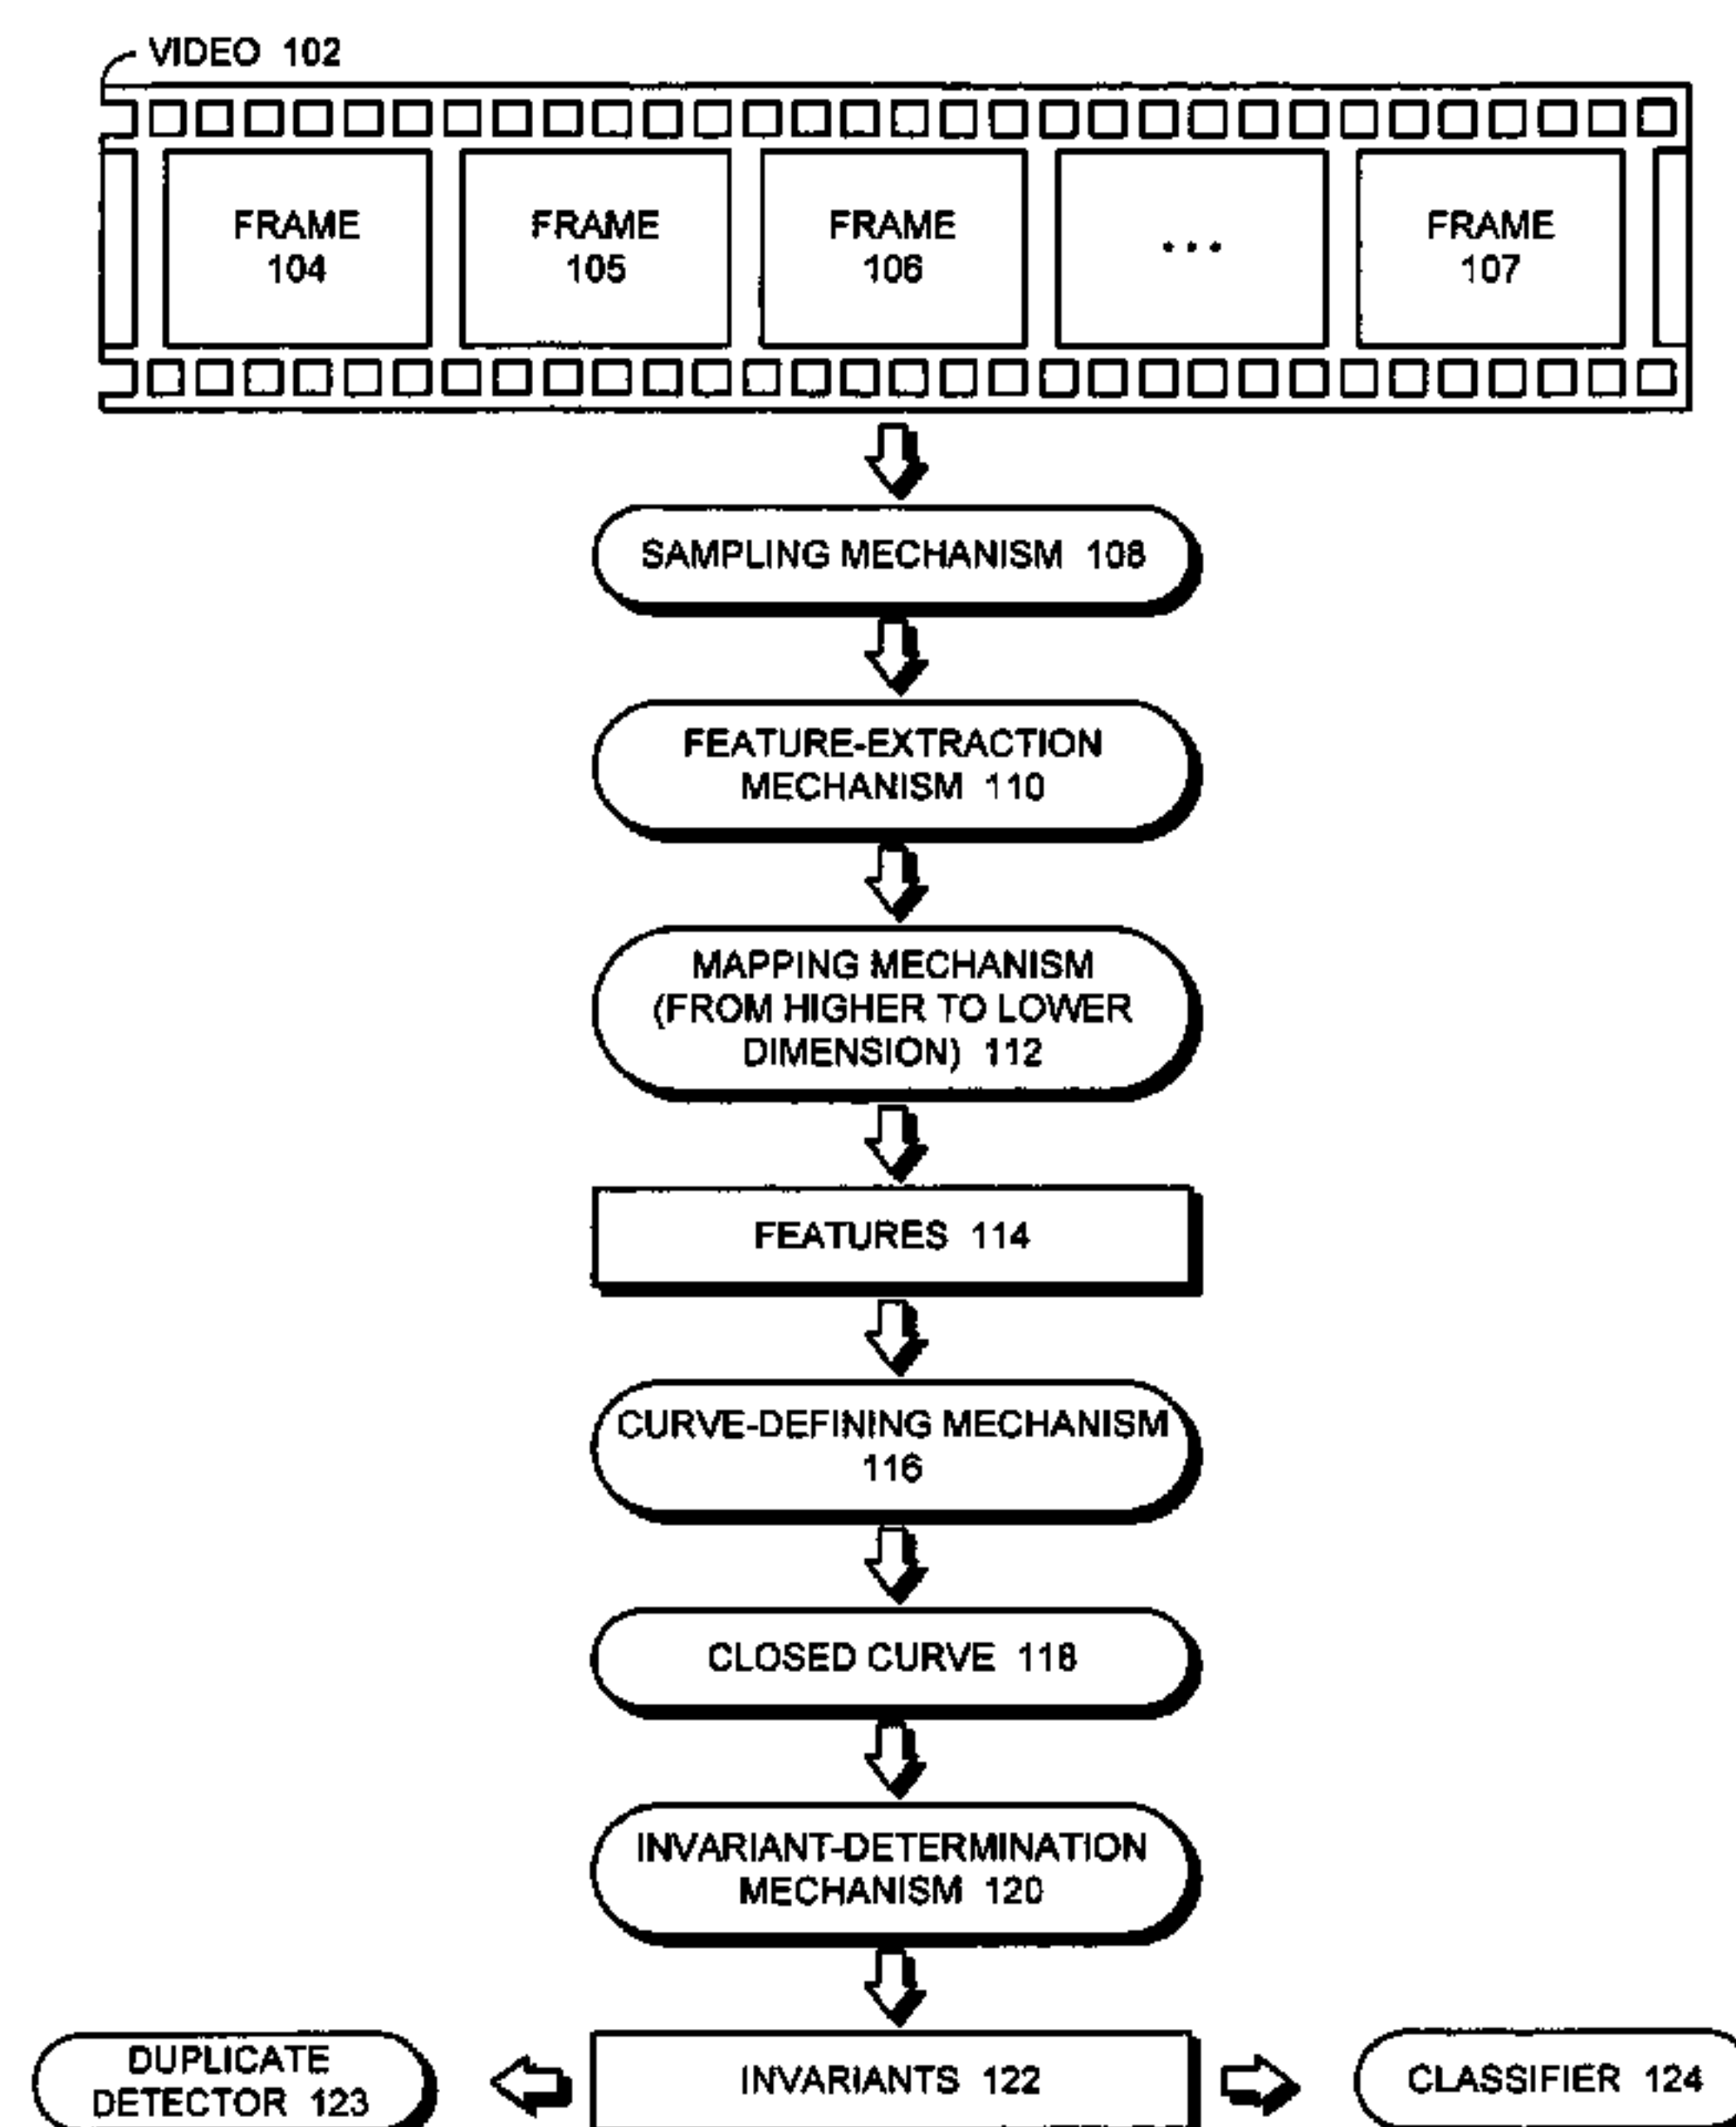 VIDEO 102
FRAME
104
FRAME
105
FRAME
106
...
FRAME
107
SAMPLING MECHANISM 108
FEATURE-EXTRACTION
MECHANISM 110
MAPPING MECHANISM
(FROM HIGHER TO LOWER
DIMENSION) 112
FEATURES 114
CURVE-DEFINING MECHANISM
116
CLOSED CURVE 118
INVARIANT-DETERMINATION
MECHANISM 120
DUPLICATE
DETECTOR 123
INVARIANTS 122
CLASSIFIER 124